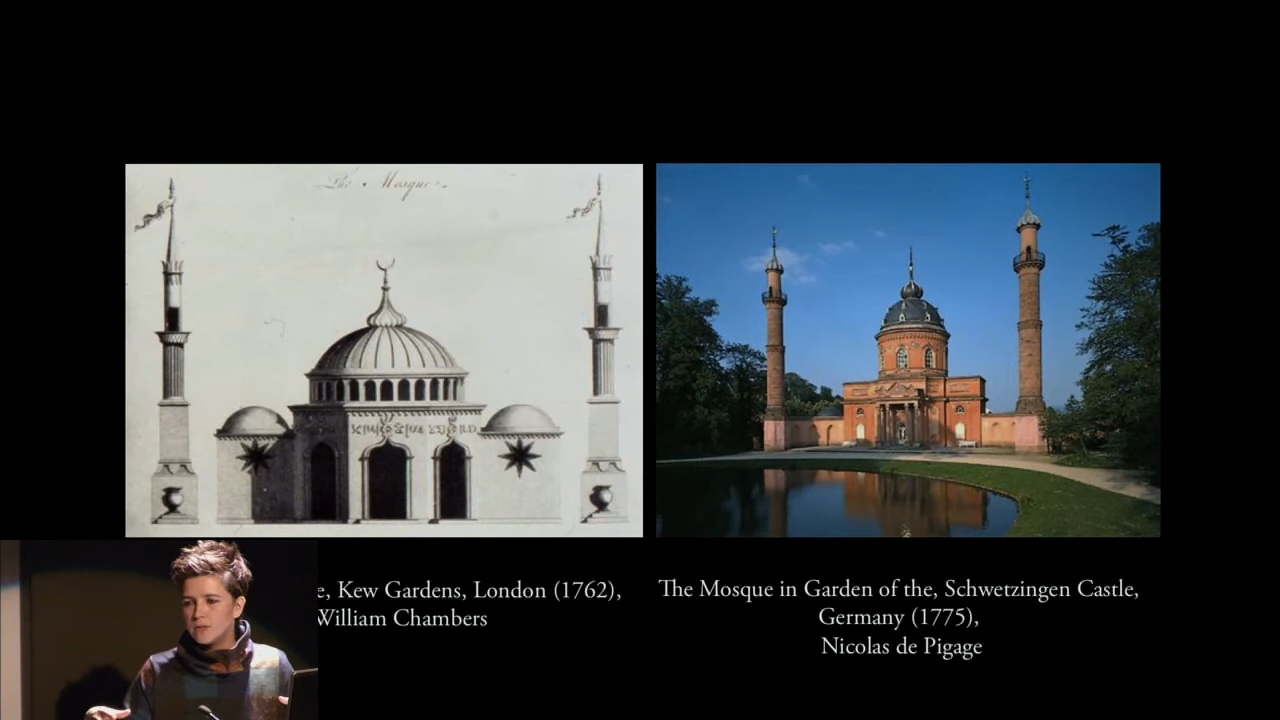 The Mosque
e, Kew Gardens, London (1762),
William Chambers
The Mosque in Garden of the, Schwetzingen Castle,
Germany (1775),
Nicolas de Pigage